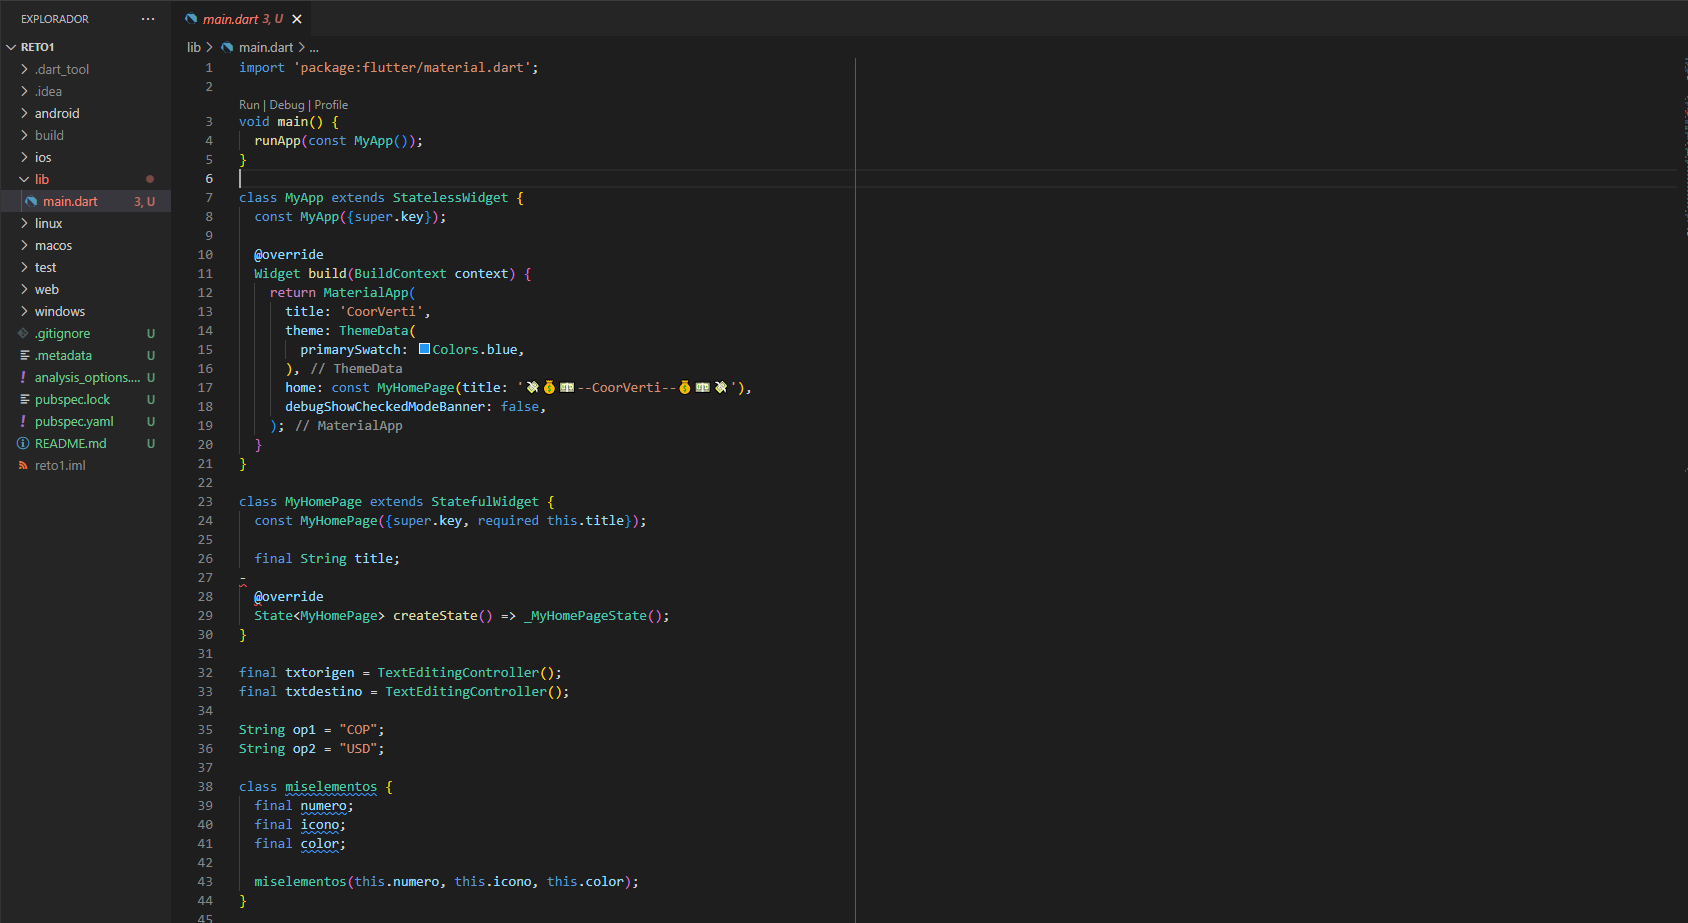 EXPLORADOR ···
main.dart 3, U
RETO1
.dart_tool
.idea
android
build
ios
lib
main.dart 3, U
linux
macos
test
web
windows
.gitignore U
.metadata U
analysis_options.... U
pubspec.lock U
pubspec.yaml U
README.md U
reto1.iml
lib > main.dart > ...
1 import 'package:flutter/material.dart';
2
Run | Debug | Profile
3 void main() {
4   runApp(const MyApp());
5 }
6
7 class MyApp extends StatelessWidget {
8   const MyApp({super.key});
9
10   @override
11   Widget build(BuildContext context) {
12     return MaterialApp(
13       title: 'CoorVerti',
14       theme: ThemeData(
15         primarySwatch: Colors.blue,
16       ), // ThemeData
17       home: const MyHomePage(title: '💸💰💵--CoorVerti--💰💵💸'),
18       debugShowCheckedModeBanner: false,
19     ); // MaterialApp
20   }
21 }
22
23 class MyHomePage extends StatefulWidget {
24   const MyHomePage({super.key, required this.title});
25
26   final String title;
27 -
28   @override
29   State<MyHomePage> createState() => _MyHomePageState();
30 }
31
32 final txtorigen = TextEditingController();
33 final txtdestino = TextEditingController();
34
35 String op1 = "COP";
36 String op2 = "USD";
37
38 class miselementos {
39   final numero;
40   final icono;
41   final color;
42
43   miselementos(this.numero, this.icono, this.color);
44 }
45